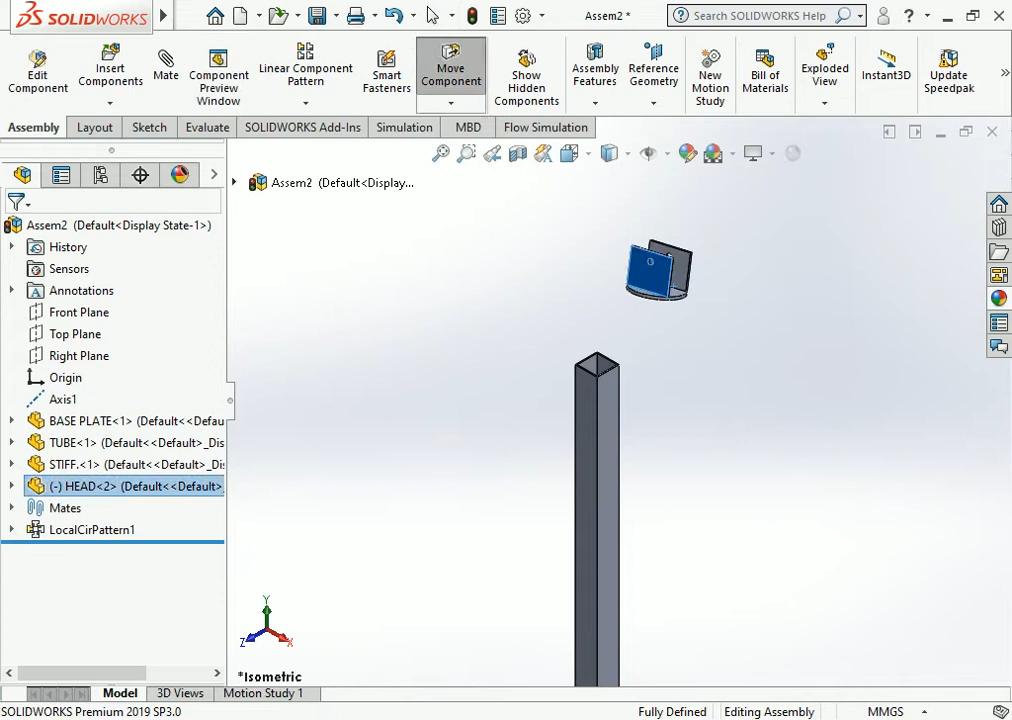 SOLIDWORKS
Assem2 *
Search SOLIDWORKS Help
Edit Component
Insert Components
Mate
Component Preview Window
Linear Component Pattern
Smart Fasteners
Move Component
Show Hidden Components
Assembly Features
Reference Geometry
New Motion Study
Bill of Materials
Exploded View
Instant3D
Update Speedpak
Assembly
Layout
Sketch
Evaluate
SOLIDWORKS Add-Ins
Simulation
MBD
Flow Simulation
Assem2 (Default<Display...
Assem2 (Default<Display State-1>)
History
Sensors
Annotations
Front Plane
Top Plane
Right Plane
Origin
Axis1
BASE PLATE<1> (Default<<Defau
TUBE<1> (Default<<Default>_Dis
STIFF.<1> (Default<<Default>_Dis
(-) HEAD<2> (Default<<Default>_
Mates
LocalCirPattern1
Y
Z
X
*Isometric
Model
3D Views
Motion Study 1
SOLIDWORKS Premium 2019 SP3.0
Fully Defined
Editing Assembly
MMGS